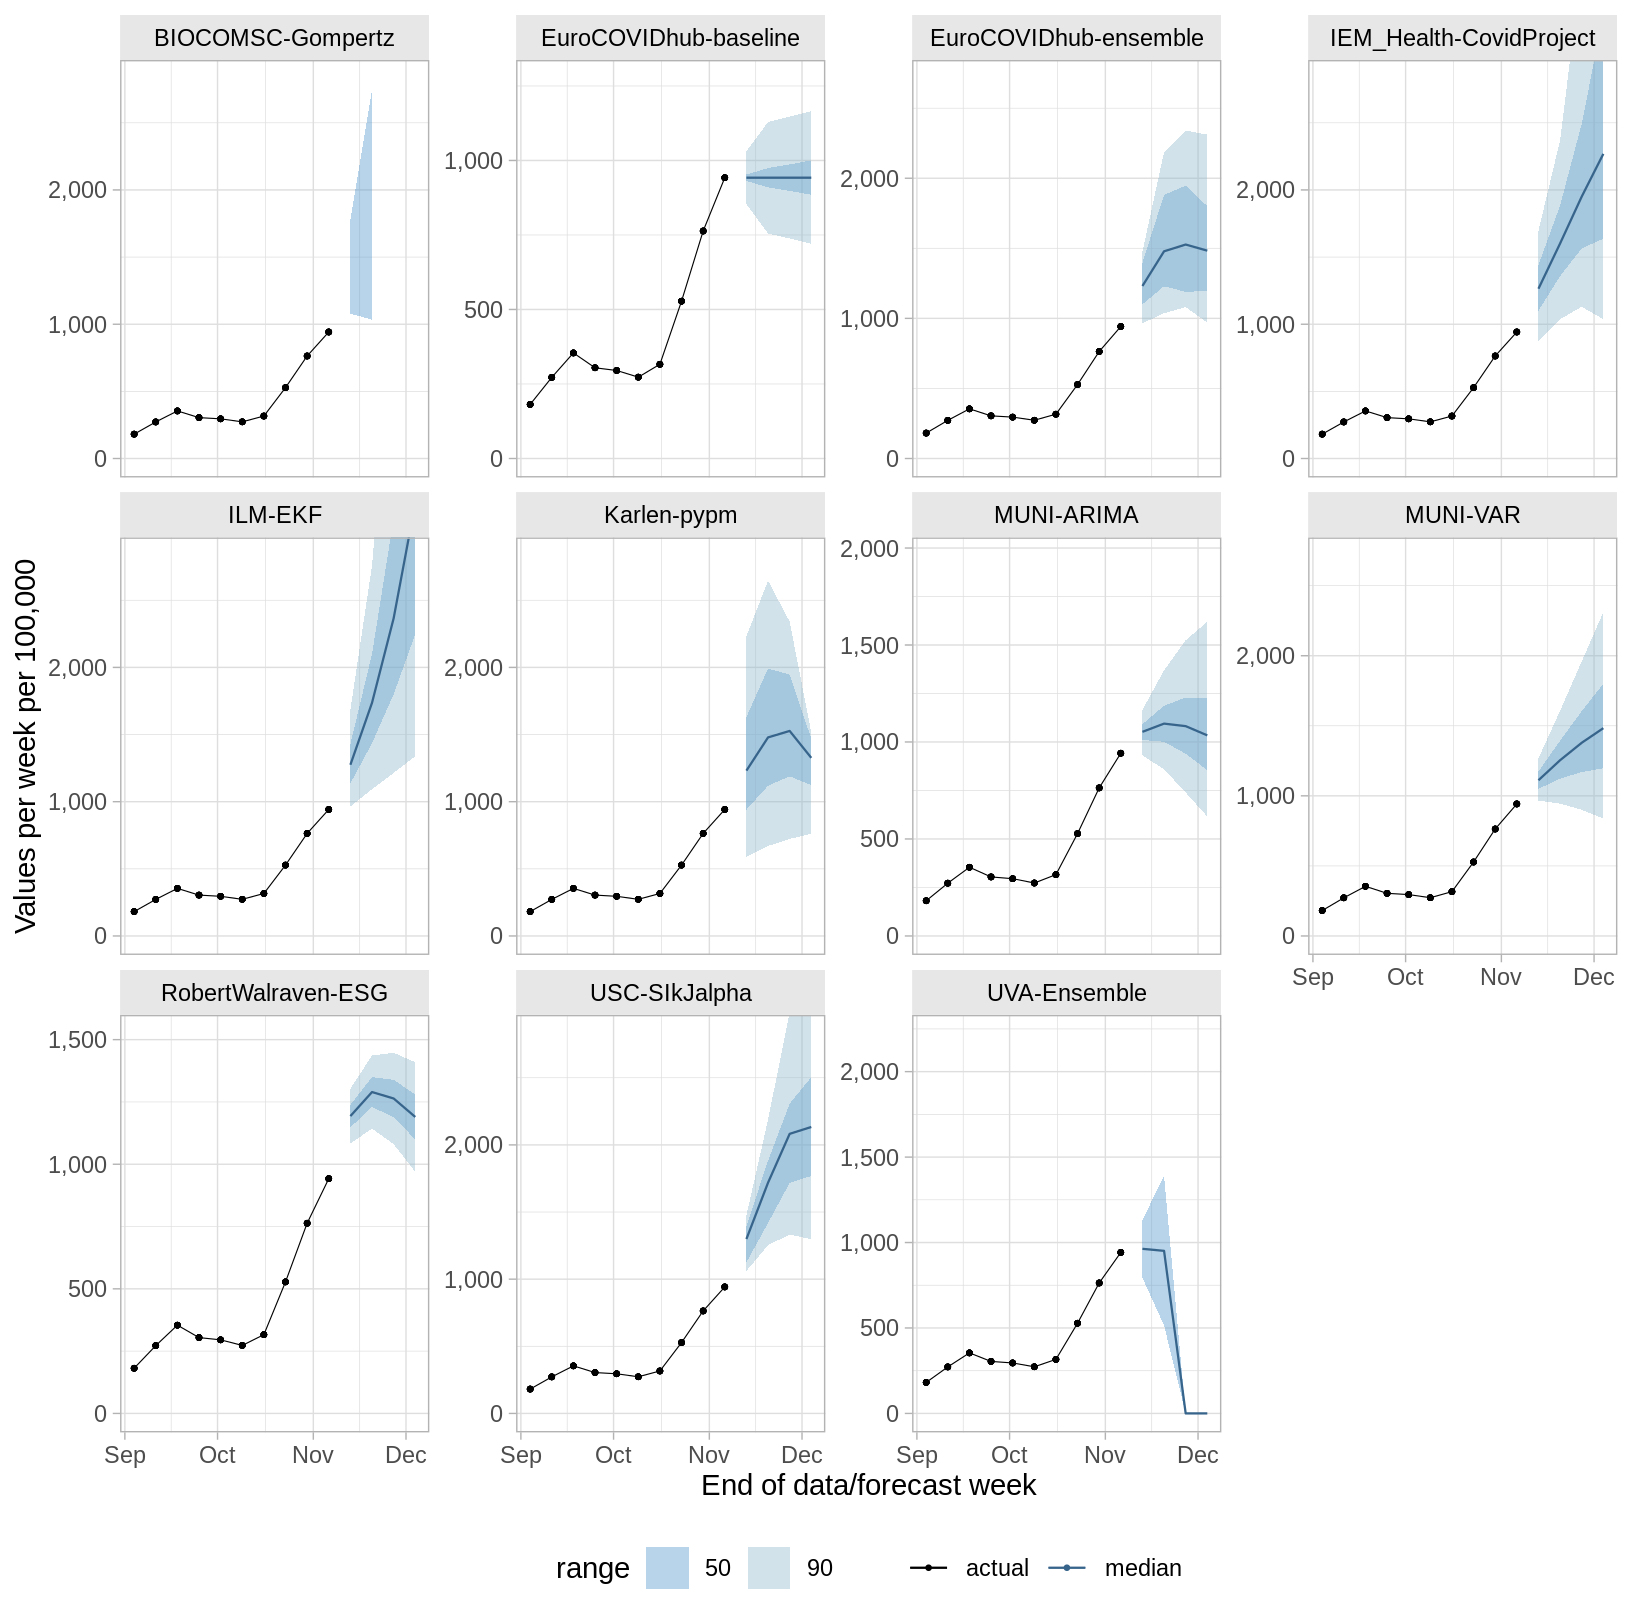 BIOCOMSC-Gompertz
EuroCOVIDhub-baseline
EuroCOVIDhub-ensemble
IEM_Health-CovidProject
2,000
1,000
0
1,000
500
0
2,000
1,000
0
2,000
1,000
0
ILM-EKF
Karlen-pypm
MUNI-ARIMA
MUNI-VAR
2,000
1,000
0
2,000
1,000
0
2,000
1,500
1,000
500
0
2,000
1,000
0
Sep Oct Nov Dec
Values per week per 100,000
RobertWalraven-ESG
USC-SIkJalpha
UVA-Ensemble
1,500
1,000
500
0
2,000
1,000
0
2,000
1,500
1,000
500
0
Sep Oct Nov Dec
Sep Oct Nov Dec
Sep Oct Nov Dec
End of data/forecast week
range 50 90 actual median